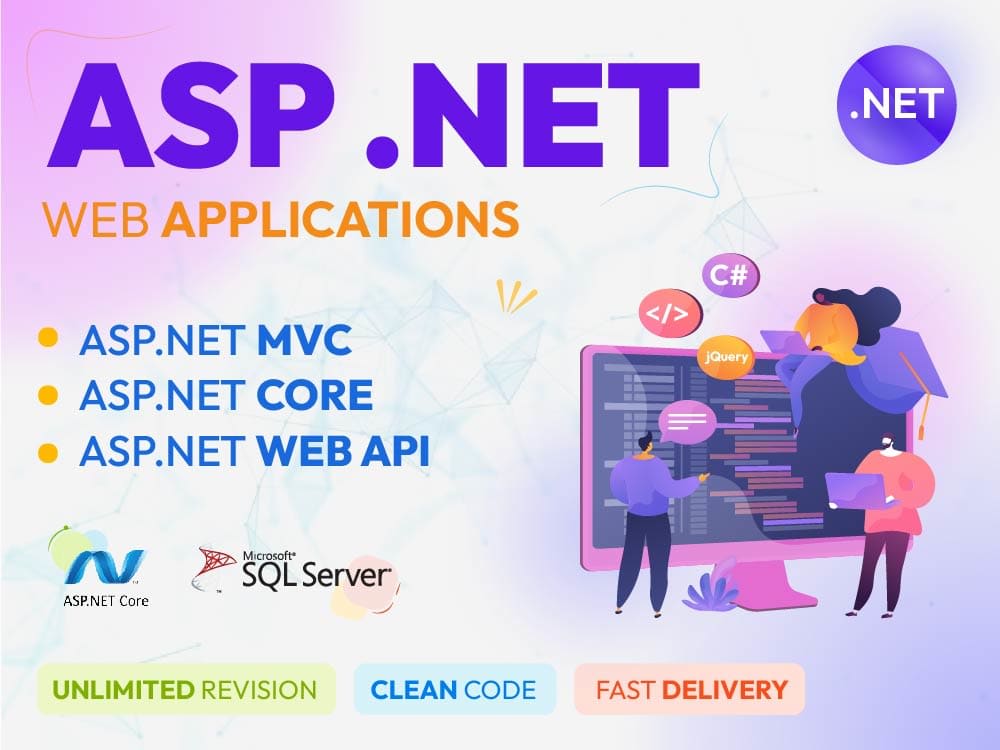 ASP .NET
.NET
WEB APPLICATIONS
C#
</>
jQuery
ASP.NET MVC
ASP.NET CORE
ASP.NET WEB API
ASP.NET Core
Microsoft®
SQL Server
UNLIMITED REVISION
CLEAN CODE
FAST DELIVERY